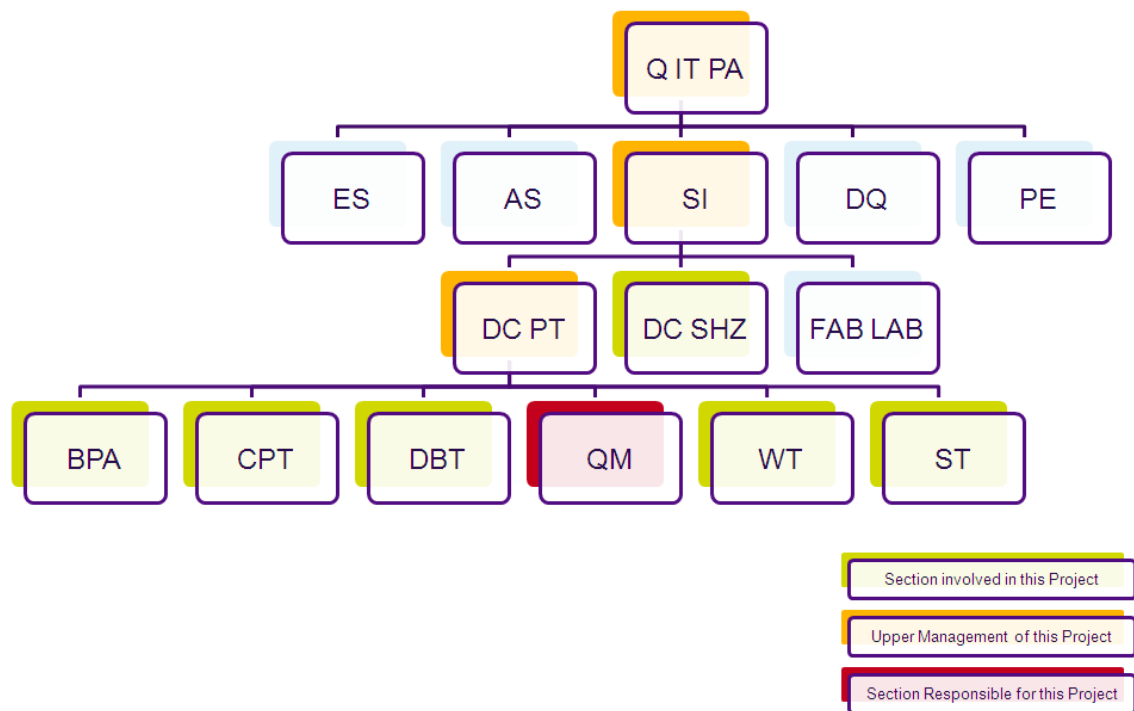 Q IT PA
ES AS SI DQ PE
DC PT DC SHZ FAB LAB
BPA CPT DBT QM WT ST
Section involved in this Project
Upper Management of this Project
Section Responsible for this Project